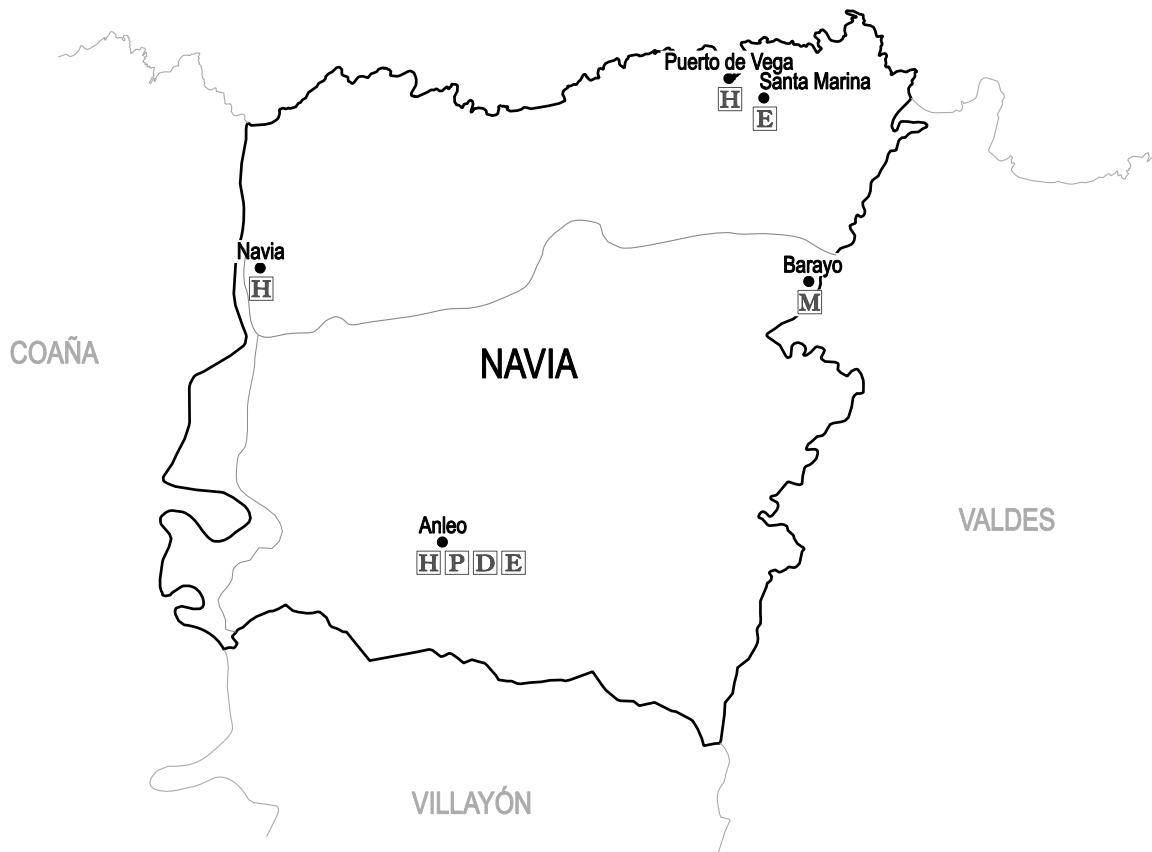 Puerto de Vega
H
Santa Marina
E
Navia
H
Barayo
M
COAÑA
NAVIA
VALDES
Anleo
H P D E
VILLAYÓN